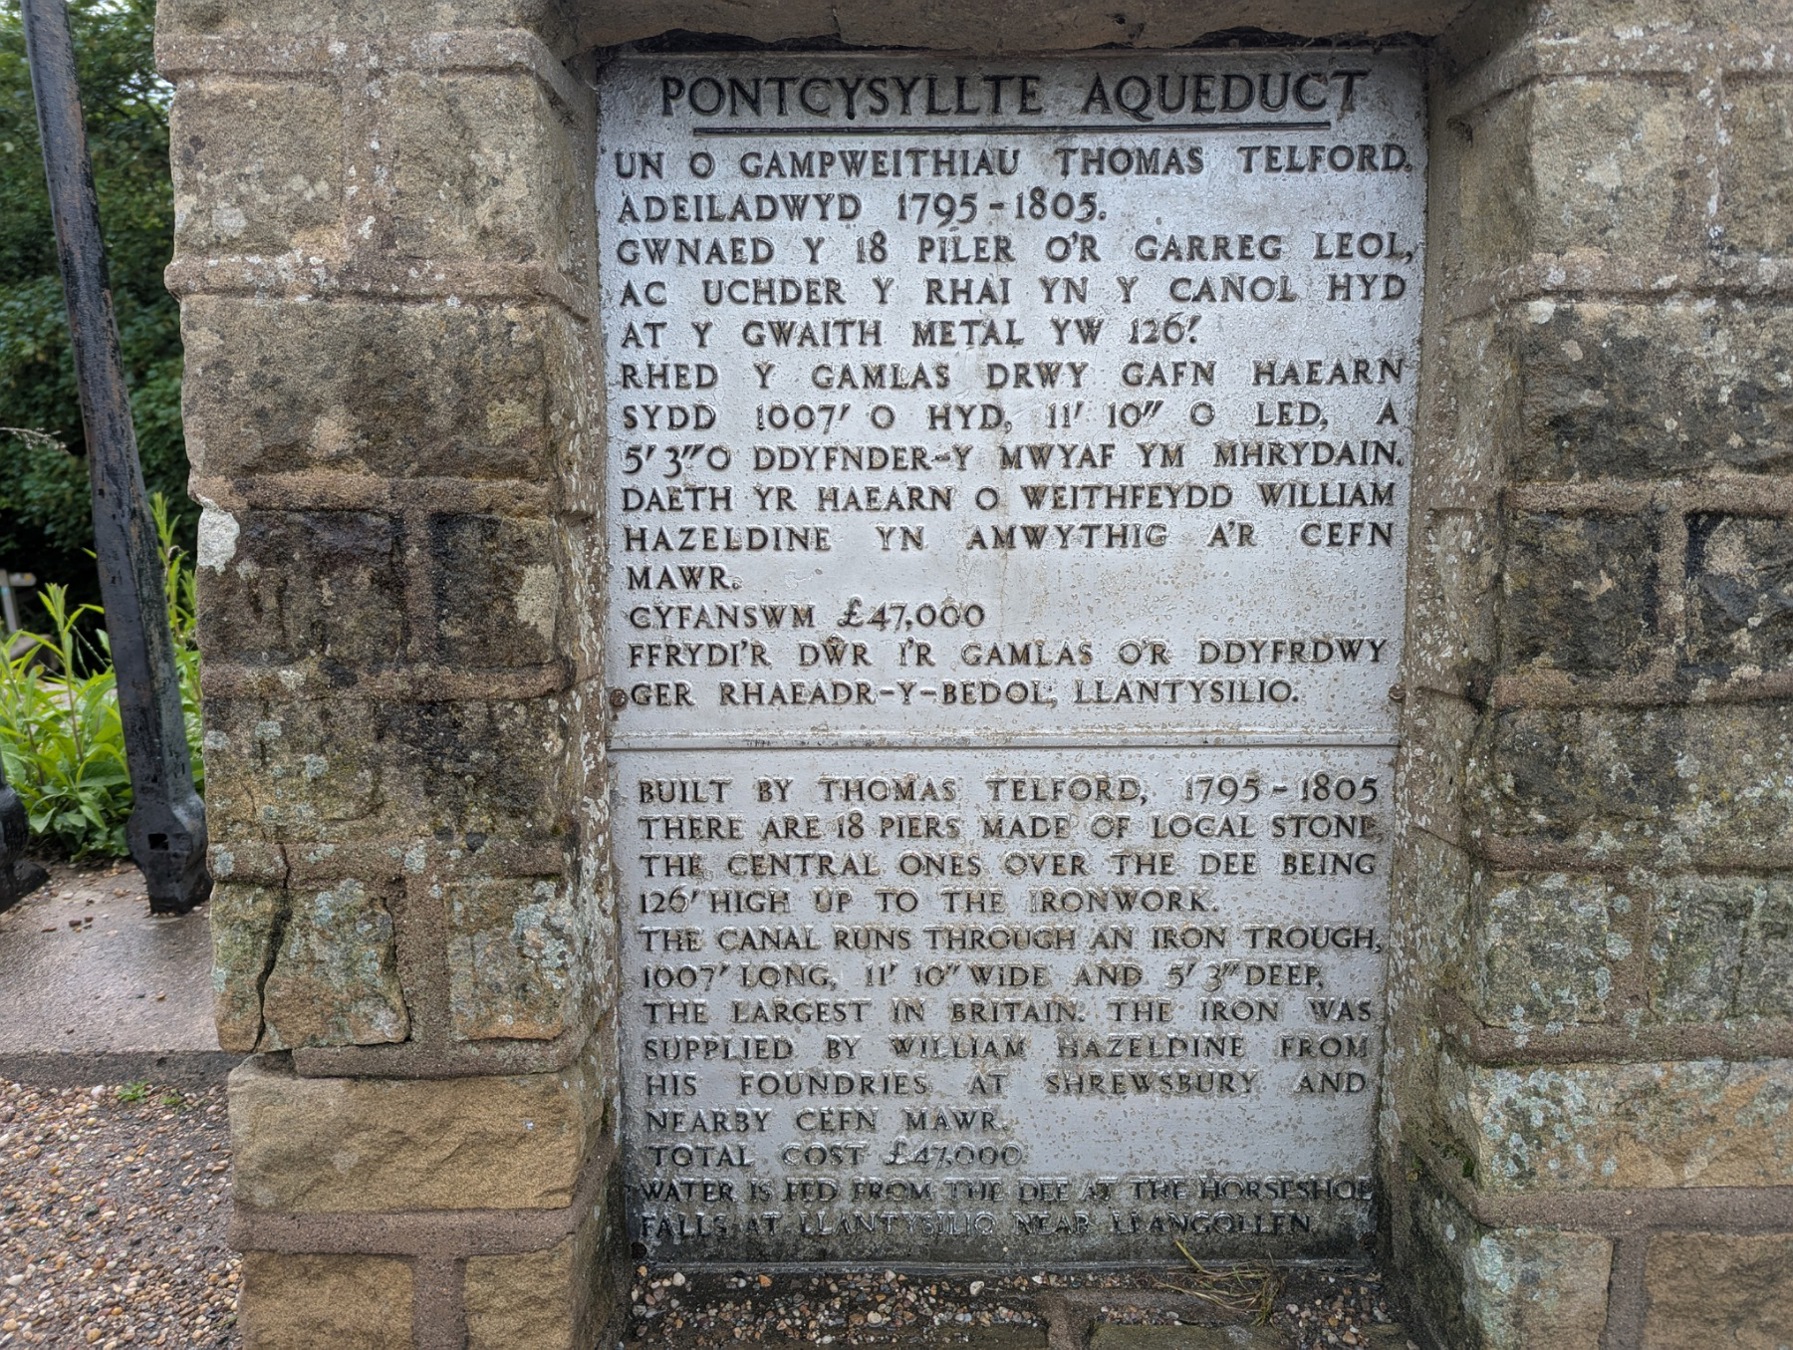 PONTCYSYLLTE AQUEDUCT
UN O GAMPWEITHIAU THOMAS TELFORD.
ADEILADWYD 1795-1805.
GWNAED Y 18 PILER O'R GARREG LEOL,
AC UCHDER Y RHAI YN Y CANOL HYD
AT Y GWAITH METAL YW 126'.
RHED Y GAMLAS DRWY GAFN HAEARN
SYDD 1007' O HYD, 11' 10" O LED, A
5' 3" O DDYFNDER-Y MWYAF YM MHRYDAIN.
DAETH YR HAEARN O WEITHFEYDD WILLIAM
HAZELDINE YN AMWYTHIG A'R CEFN
MAWR.
CYFANSWM £47,000
FFRYDI'R DŴR I'R GAMLAS O'R DDYFRDWY
GER RHAEADR-Y-BEDOL, LLANTYSILIO.
BUILT BY THOMAS TELFORD, 1795-1805
THERE ARE 18 PIERS MADE OF LOCAL STONE,
THE CENTRAL ONES OVER THE DEE BEING
126' HIGH UP TO THE IRONWORK.
THE CANAL RUNS THROUGH AN IRON TROUGH,
1007' LONG, 11' 10" WIDE AND 5' 3" DEEP,
THE LARGEST IN BRITAIN. THE IRON WAS
SUPPLIED BY WILLIAM HAZELDINE FROM
HIS FOUNDRIES AT SHREWSBURY AND
NEARBY CEFN MAWR.
TOTAL COST £47,000
WATER IS FED FROM THE DEE AT THE HORSESHOE
FALLS AT LLANTYSILIO NEAR LLANGOLLEN.